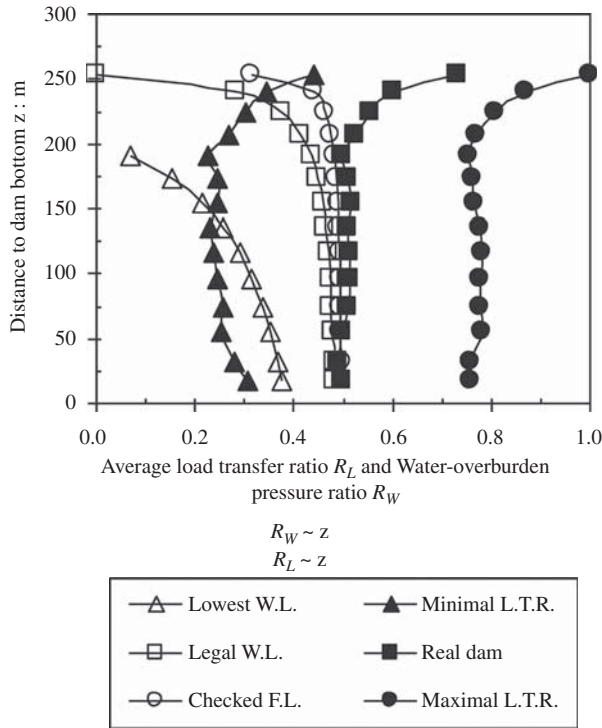 300
250
200
150
100
50
0
Distance to dam bottom z : m
0.0 0.2 0.4 0.6 0.8 1.0
Average load transfer ratio R_L and Water-overburden
pressure ratio R_W
R_W ~ z
R_L ~ z
Lowest W.L. Minimal L.T.R.
Legal W.L. Real dam
Checked F.L. Maximal L.T.R.